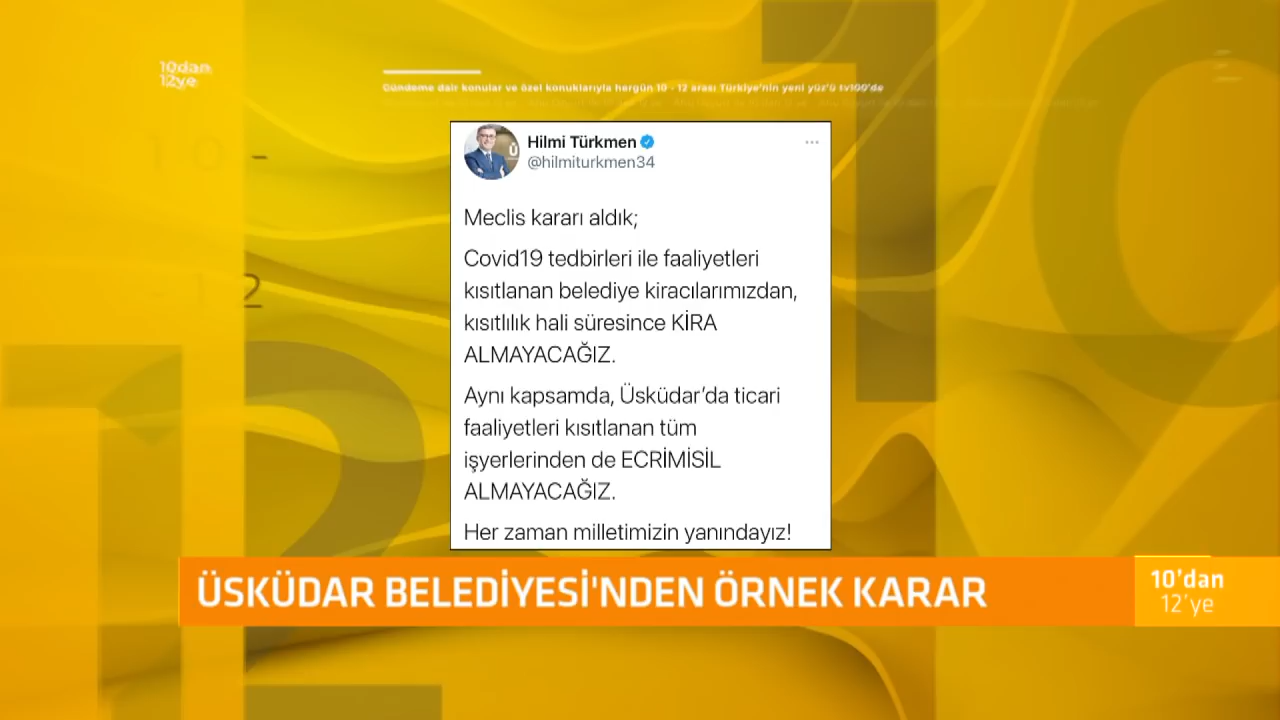 10dan
12ye
Gündeme dair konular ve özel konuklarıyla hergün 10 - 12 arası Türkiye'nin yeni yüz'ü tv100'de
Hilmi Türkmen
@hilmiturkmen34
Meclis kararı aldık;
Covid19 tedbirleri ile faaliyetleri
kısıtlanan belediye kiracılarımızdan,
kısıtlılık hali süresince KİRA
ALMAYACAĞIZ.
Aynı kapsamda, Üsküdar'da ticari
faaliyetleri kısıtlanan tüm
işyerlerinden de ECRİMİSİL
ALMAYACAĞIZ.
Her zaman milletimizin yanındayız!
ÜSKÜDAR BELEDİYESİ'NDEN ÖRNEK KARAR
10'dan
12'ye